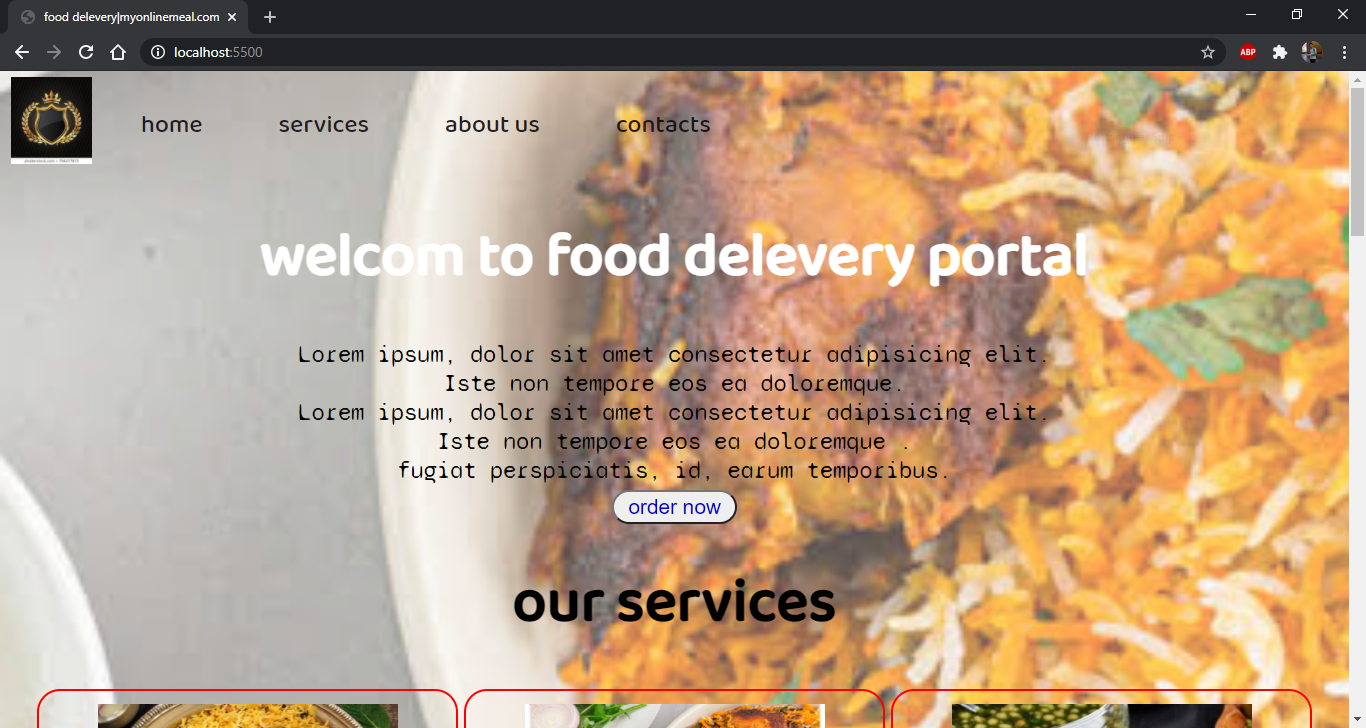 food delevery|myonlinemeal.com
localhost:5500
ABP
home services about us contacts
welcom to food delevery portal
Lorem ipsum, dolor sit amet consectetur adipisicing elit.
Iste non tempore eos ea doloremque.
Lorem ipsum, dolor sit amet consectetur adipisicing elit.
Iste non tempore eos ea doloremque .
fugiat perspiciatis, id, earum temporibus.
order now
our services